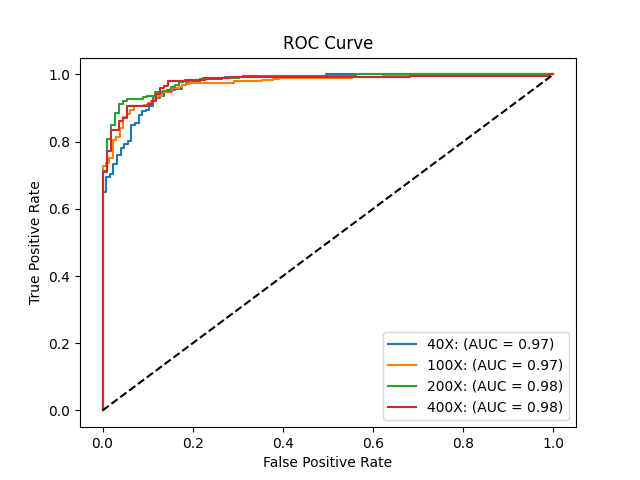 ROC Curve
True Positive Rate
1.0
0.8
0.6
0.4
0.2
0.0
0.0 0.2 0.4 0.6 0.8 1.0
False Positive Rate
40X: (AUC = 0.97)
100X: (AUC = 0.97)
200X: (AUC = 0.98)
400X: (AUC = 0.98)